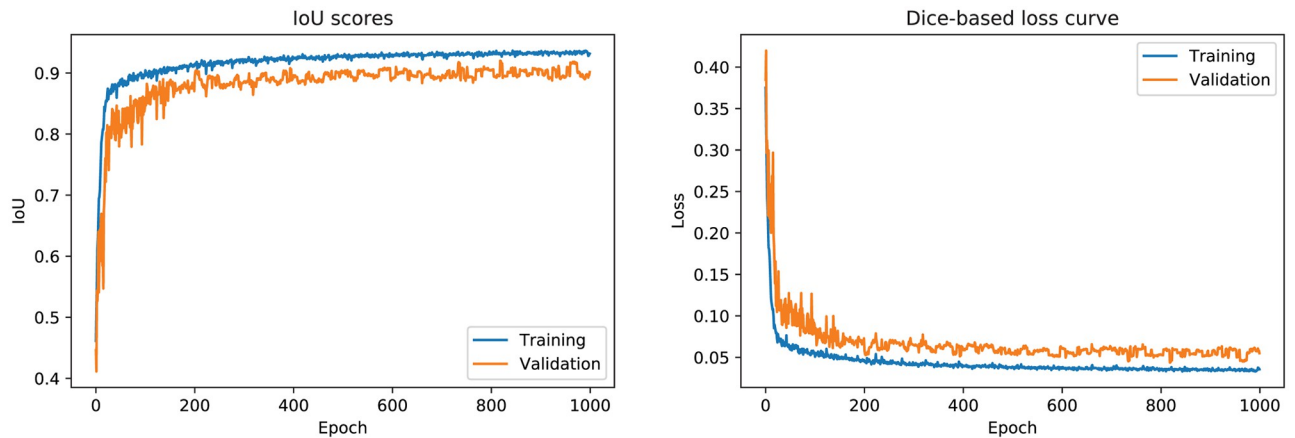 IoU scores
0.9
0.8
0.7
0.6
0.5
0.4
IoU
0 200 400 600 800 1000
Epoch
Training
Validation
Dice-based loss curve
0.40
0.35
0.30
0.25
0.20
0.15
0.10
0.05
Loss
0 200 400 600 800 1000
Epoch
Training
Validation